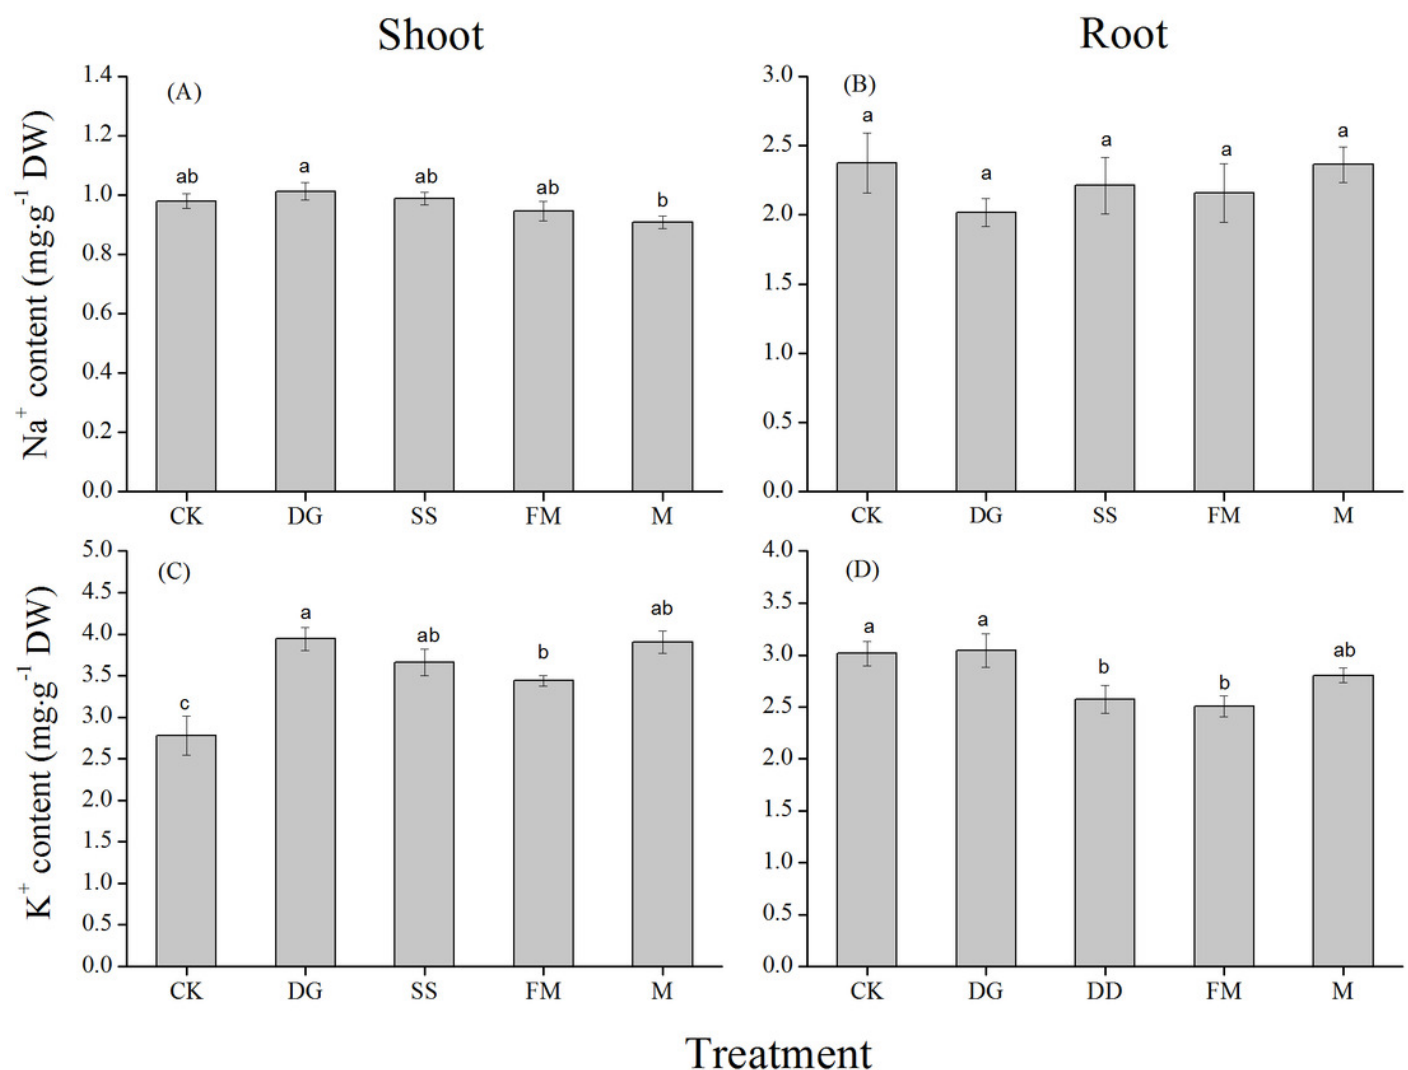 Shoot
Root
Na+ content (mg·g-1 DW)
(A)
1.4
1.2
1.0
0.8
0.6
0.4
0.2
0.0
ab
a
ab
ab
b
CK DG SS FM M
(B)
3.0
2.5
2.0
1.5
1.0
0.5
0.0
a
a
a
a
a
CK DG SS FM M
K+ content (mg·g-1 DW)
(C)
5.0
4.5
4.0
3.5
3.0
2.5
2.0
1.5
1.0
0.5
0.0
c
a
ab
b
ab
CK DG SS FM M
(D)
4.0
3.5
3.0
2.5
2.0
1.5
1.0
0.5
0.0
a
a
b
b
ab
CK DG DD FM M
Treatment